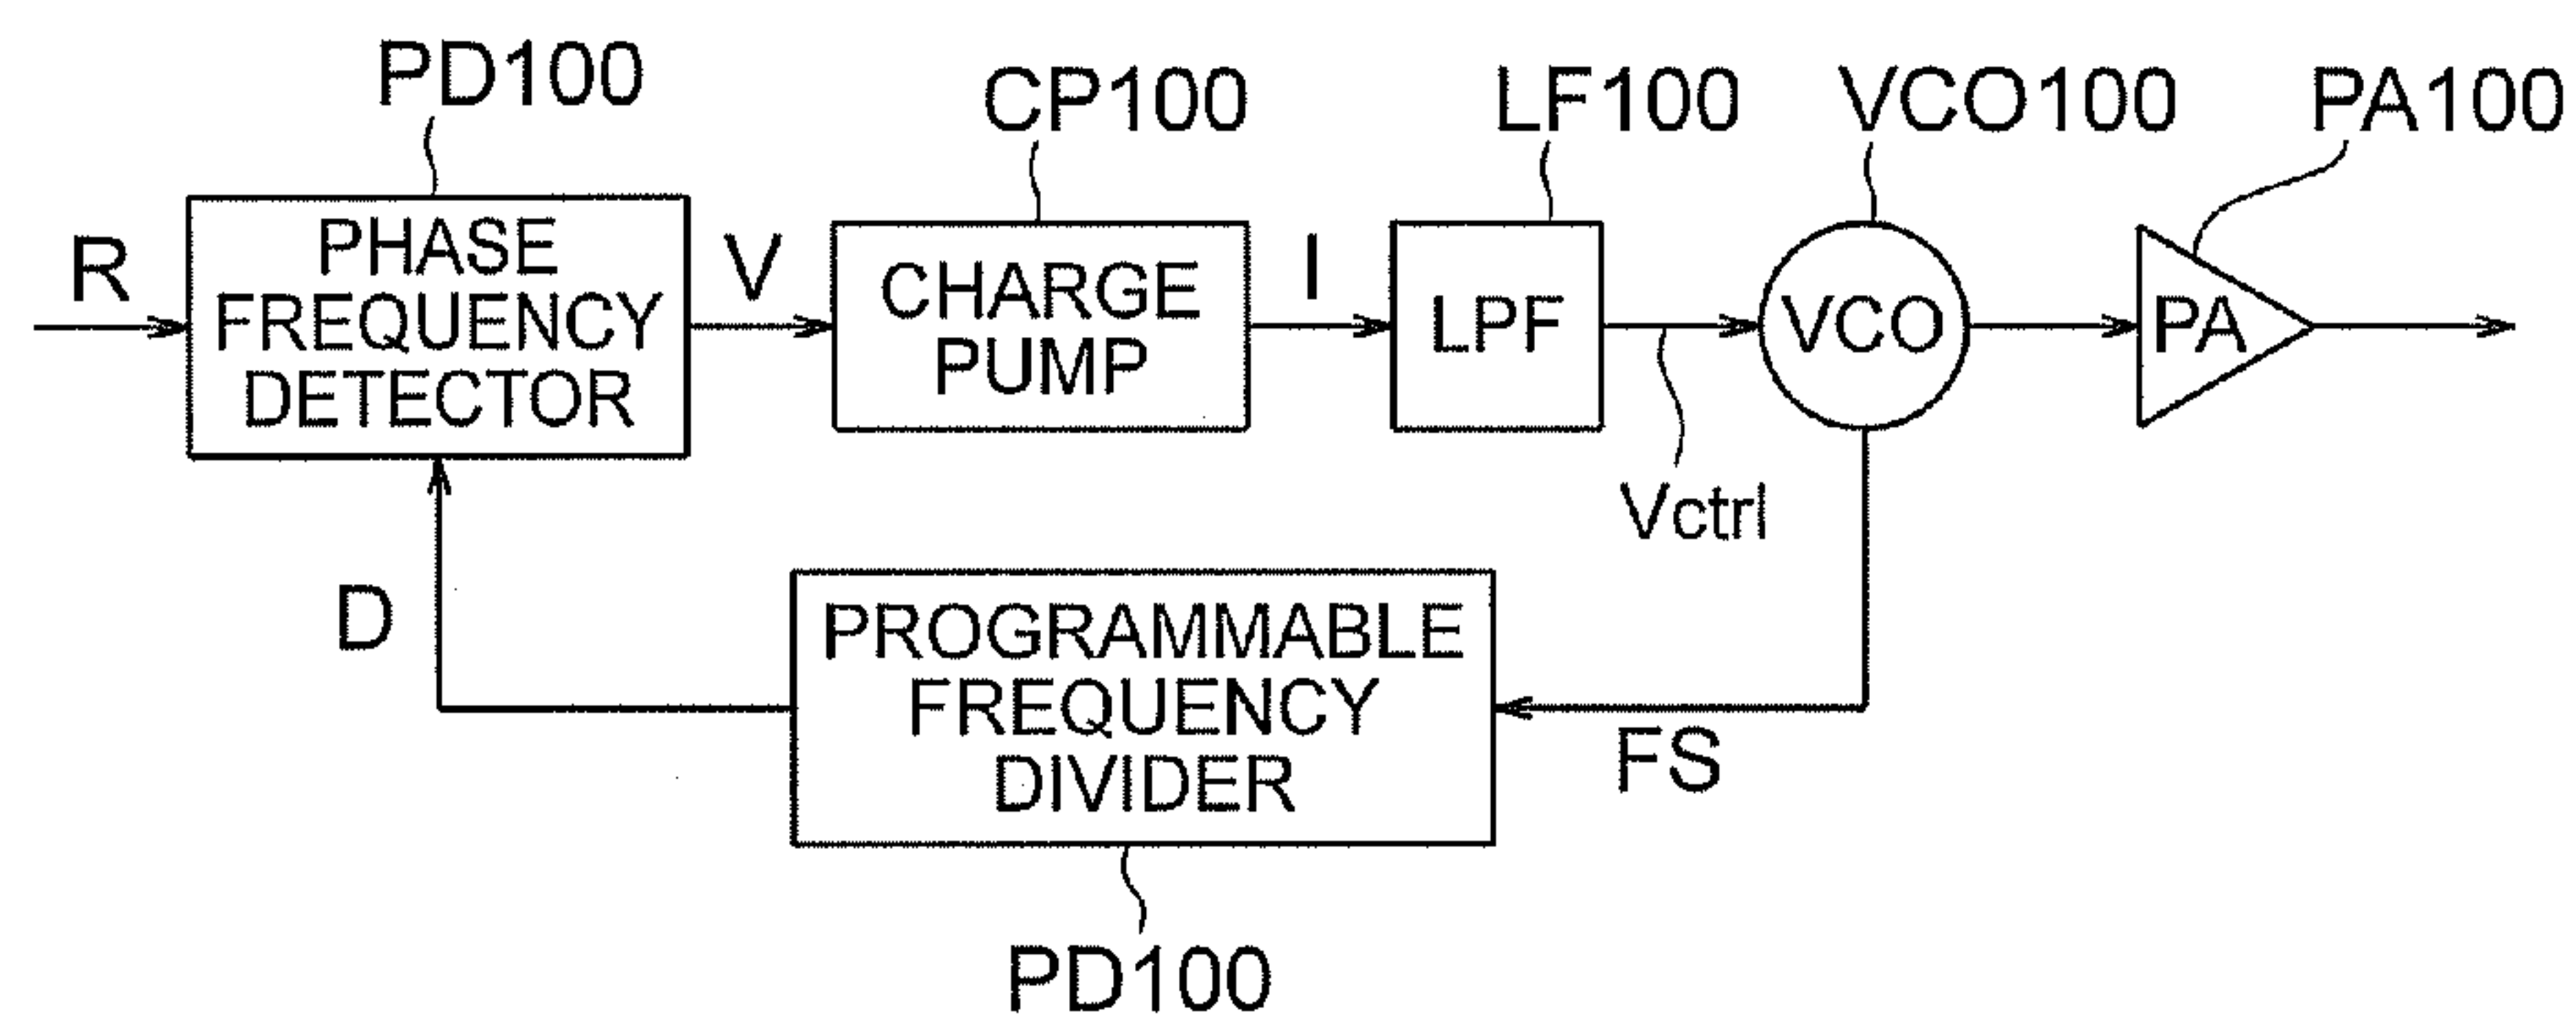 PD100
CP100
LF100
VCO100
PA100
R
PHASE
FREQUENCY
DETECTOR
V
CHARGE
PUMP
I
LPF
VCO
PA
Vctrl
D
PROGRAMMABLE
FREQUENCY
DIVIDER
FS
PD100